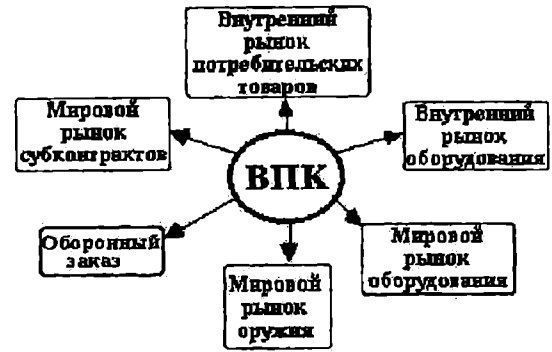 Внутренний
рынок
потребительских
товаров
Мировой
рынок
субконтрактов
Внутренний
рынок
оборудования
ВПК
Оборонный
заказ
Мировой
рынок
оборудования
Мировой
рынок
оружия